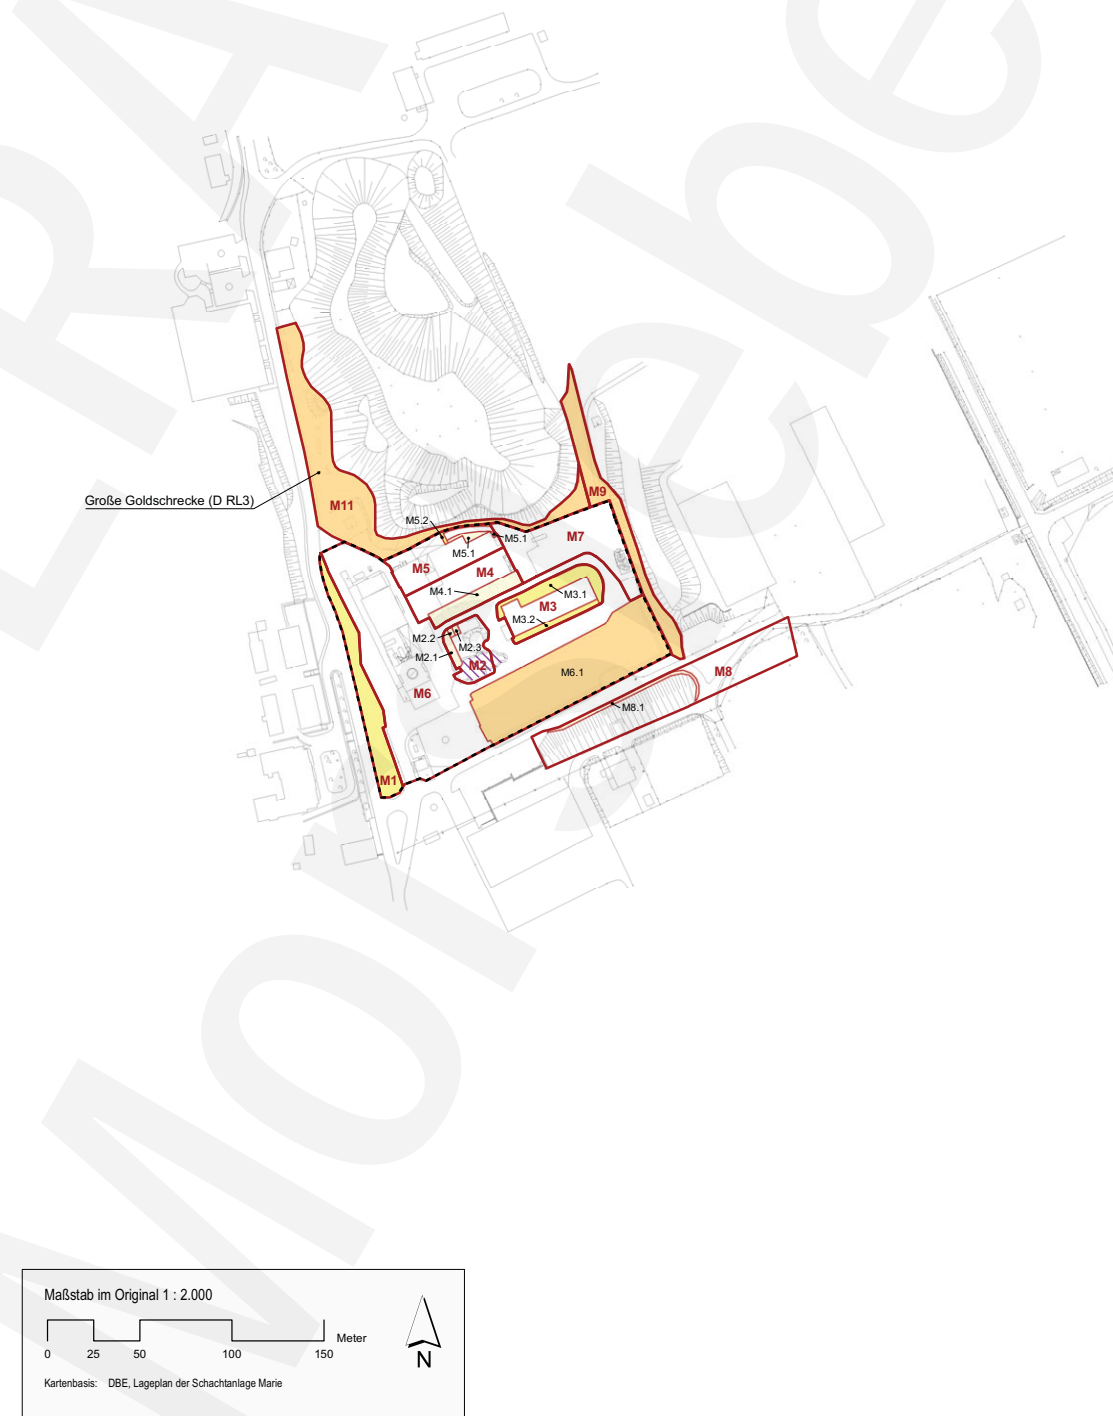 ERA Morsleben
Große Goldschrecke (D RL3)
M11
M9
M5.2
M5.1
M5.1
M7
M5
M4
M4.1
M3.1
M3
M3.2
M2.2
M2.3
M2.1
M2
M6.1
M8
M6
M8.1
M1
Maßstab im Original 1 : 2.000
Meter
0 25 50 100 150
N
Kartenbasis: DBE, Lageplan der Schachtanlage Marie